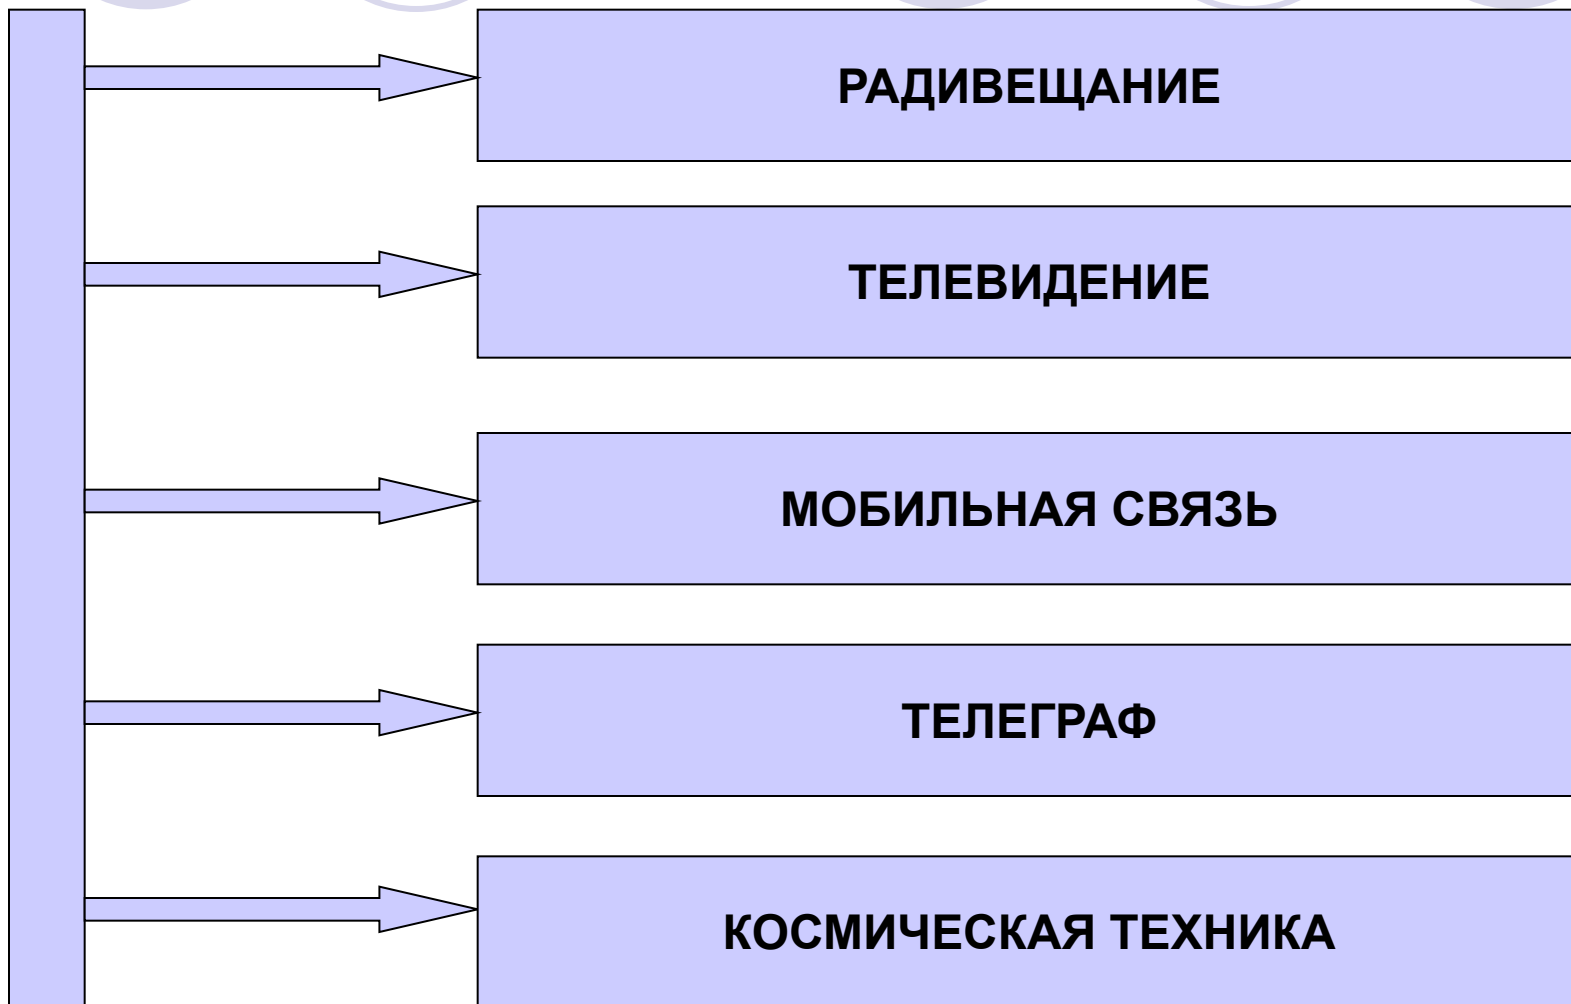 РАДИВЕЩАНИЕ
ТЕЛЕВИДЕНИЕ
МОБИЛЬНАЯ СВЯЗЬ
ТЕЛЕГРАФ
КОСМИЧЕСКАЯ ТЕХНИКА